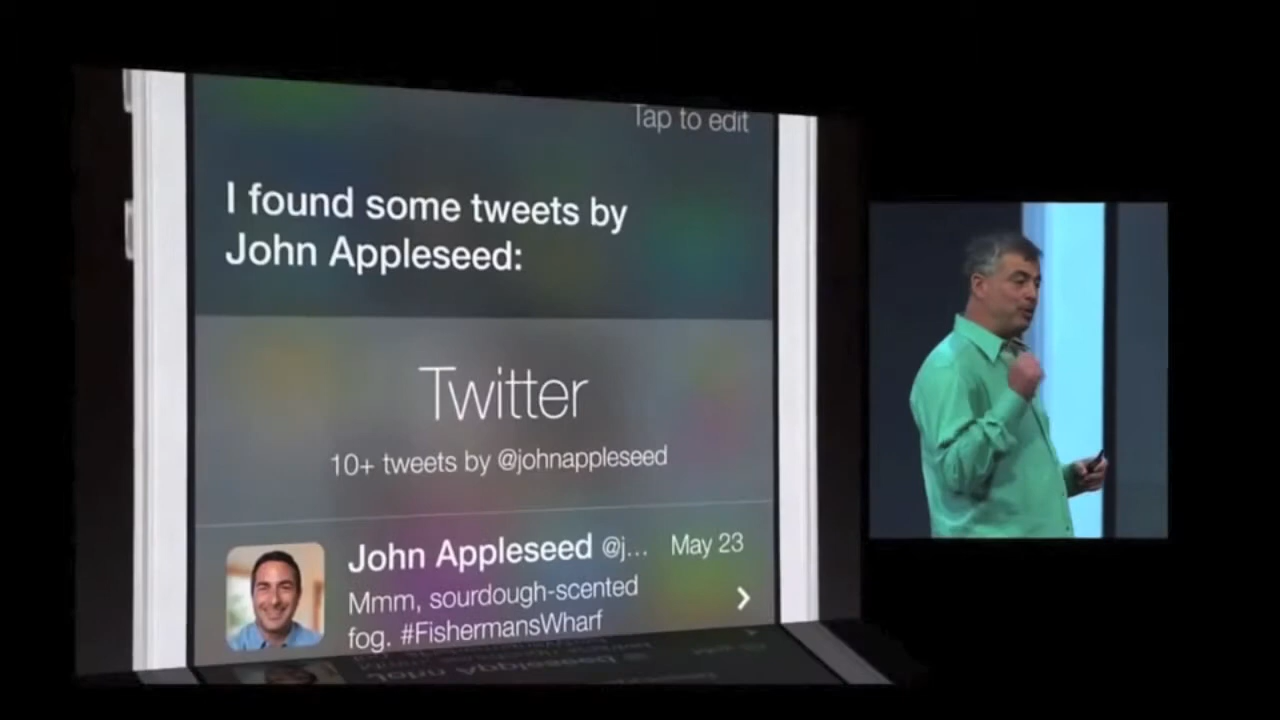 Tap to edit
I found some tweets by
John Appleseed:
Twitter
10+ tweets by @johnappleseed
John Appleseed @j... May 23
Mmm, sourdough-scented
fog. #FishermansWharf